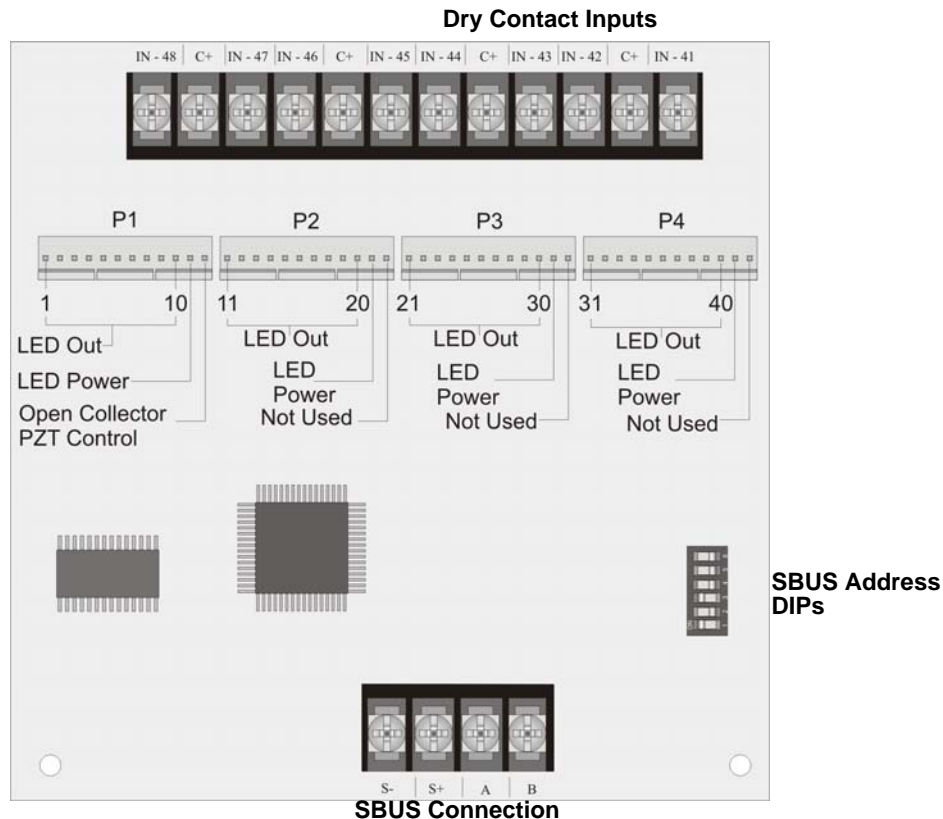 Dry Contact Inputs
IN - 48 C+ IN - 47 IN - 46 C+ IN - 45 IN - 44 C+ IN - 43 IN - 42 C+ IN - 41
P1 P2 P3 P4
1 10 11 20 21 30 31 40
LED Out LED Out LED Out LED Out
LED Power LED LED LED
Power Power Power
Open Collector Not Used Not Used Not Used
PZT Control
SBUS Address
DIPs
S- S+ A B
SBUS Connection